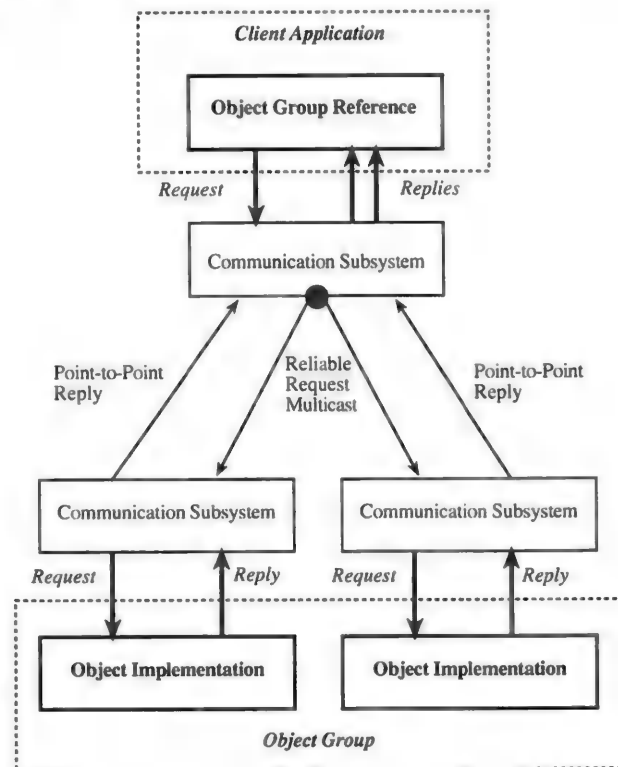 Client Application
Object Group Reference
Request
Replies
Communication Subsystem
Point-to-Point
Reply
Reliable
Request
Multicast
Point-to-Point
Reply
Communication Subsystem
Communication Subsystem
Request
Reply
Request
Reply
Object Implementation
Object Implementation
Object Group